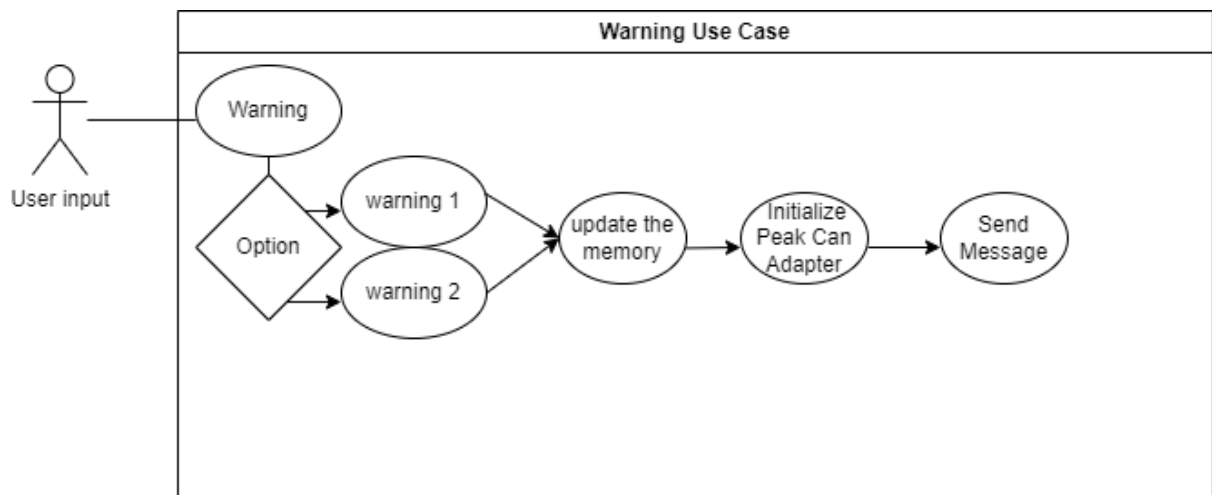 Warning Use Case
Warning
User input
Option
warning 1
warning 2
update the
memory
Initialize
Peak Can
Adapter
Send
Message